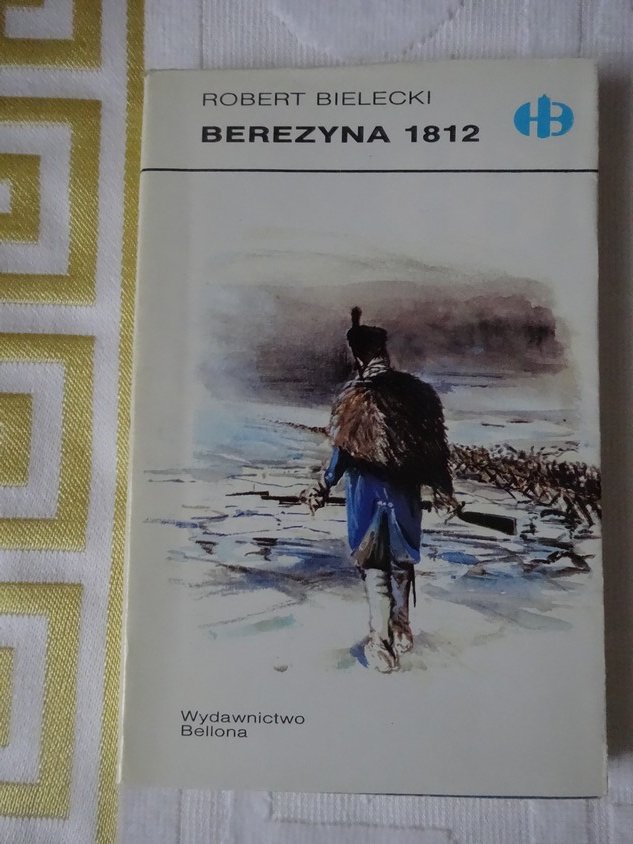 ROBERT BIELECKI
BEREZYNA 1812
HB
Wydawnictwo
Bellona